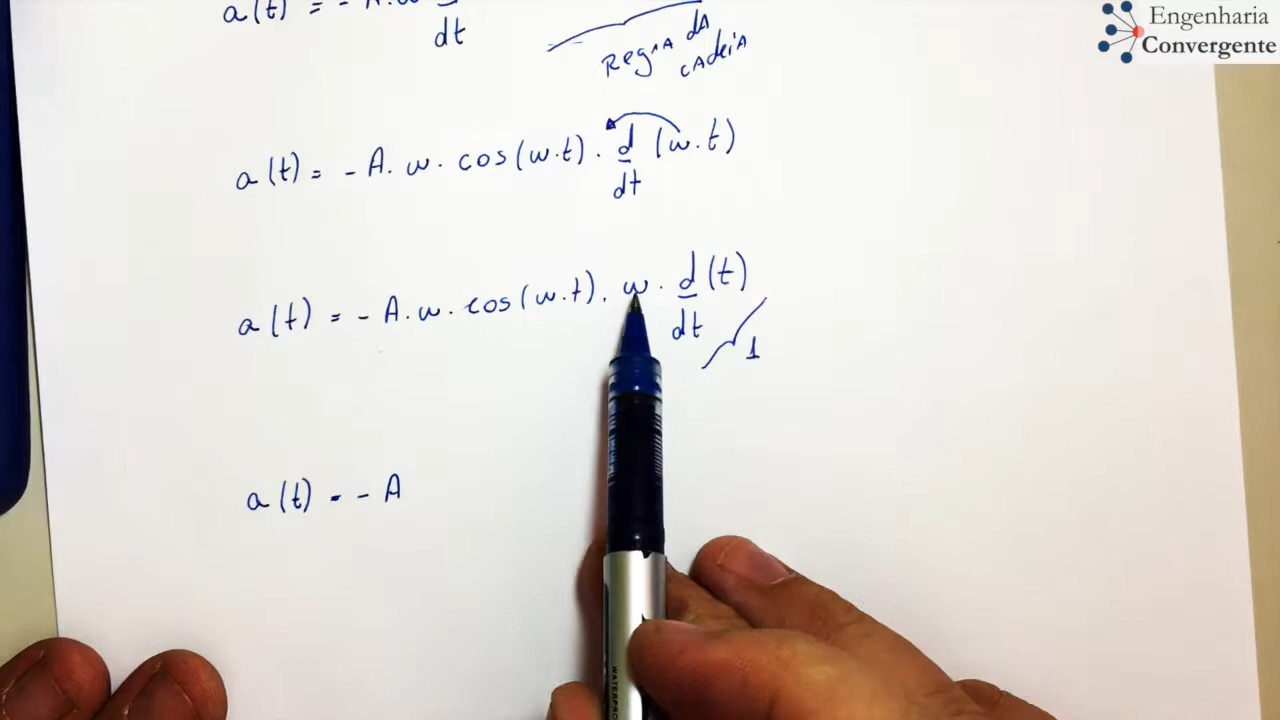 a(t) = - A.w
dt
Regra da
cadeia
Engenharia
Convergente
a(t) = - A. w. cos(w.t). d/dt (w.t)
a(t) = - A. w. cos(w.t). w. d/dt (t)
1
a(t) = - A